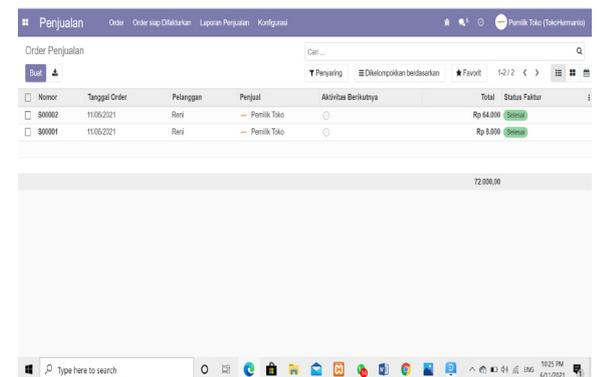 Penjualan Order Order siap Difakturkan Laporan Penjualan Konfigurasi Pemilik Toko (TokoHermanto)
Order Penjualan Cari ...
Buat Penyaring Dikelompokkan berdasarkan Favorit 1-2 / 2
Nomor Tanggal Order Pelanggan Penjual Aktivitas Berikutnya Total Status Faktur
S00002 11/06/2021 Reni Pemilik Toko Rp 64.000 Selesai
S00001 11/06/2021 Reni Pemilik Toko Rp 8.000 Selesai
72.000,00
Type here to search ENG 10:25 PM
6/11/2021